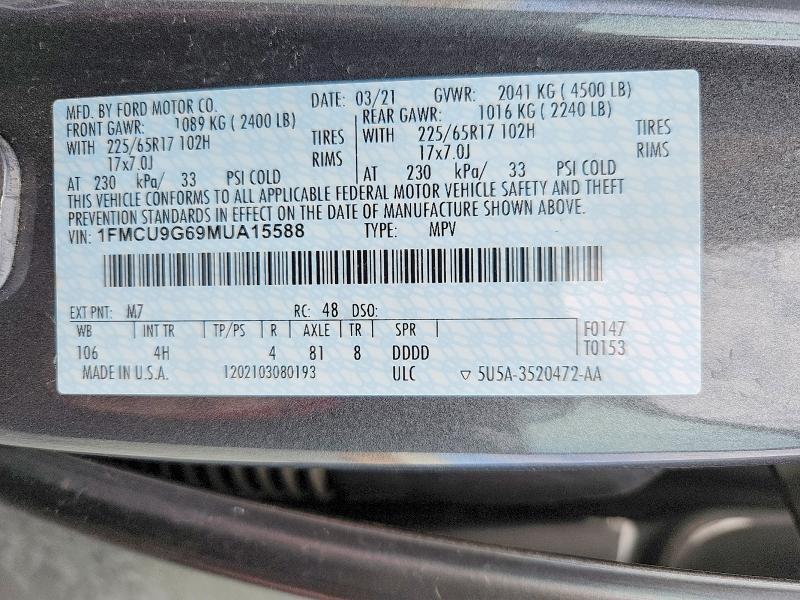 MFD. BY FORD MOTOR CO. DATE: 03/21 GVWR: 2041 KG ( 4500 LB)
FRONT GAWR: 1089 KG ( 2400 LB) REAR GAWR: 1016 KG ( 2240 LB)
WITH 225/65R17 102H TIRES WITH 225/65R17 102H TIRES
17x7.0J RIMS 17x7.0J RIMS
AT 230 kPa/ 33 PSI COLD AT 230 kPa/ 33 PSI COLD
THIS VEHICLE CONFORMS TO ALL APPLICABLE FEDERAL MOTOR VEHICLE SAFETY AND THEFT
PREVENTION STANDARDS IN EFFECT ON THE DATE OF MANUFACTURE SHOWN ABOVE.
VIN: 1FMCU9G69MUA15588 TYPE: MPV
EXT PNT: M7 RC: 48 DSO:
WB INT TR TP/PS R AXLE TR SPR F0147
106 4H 4 81 8 DDDD T0153
MADE IN U.S.A. 1202103080193 ULC ▽ 5U5A-3520472-AA